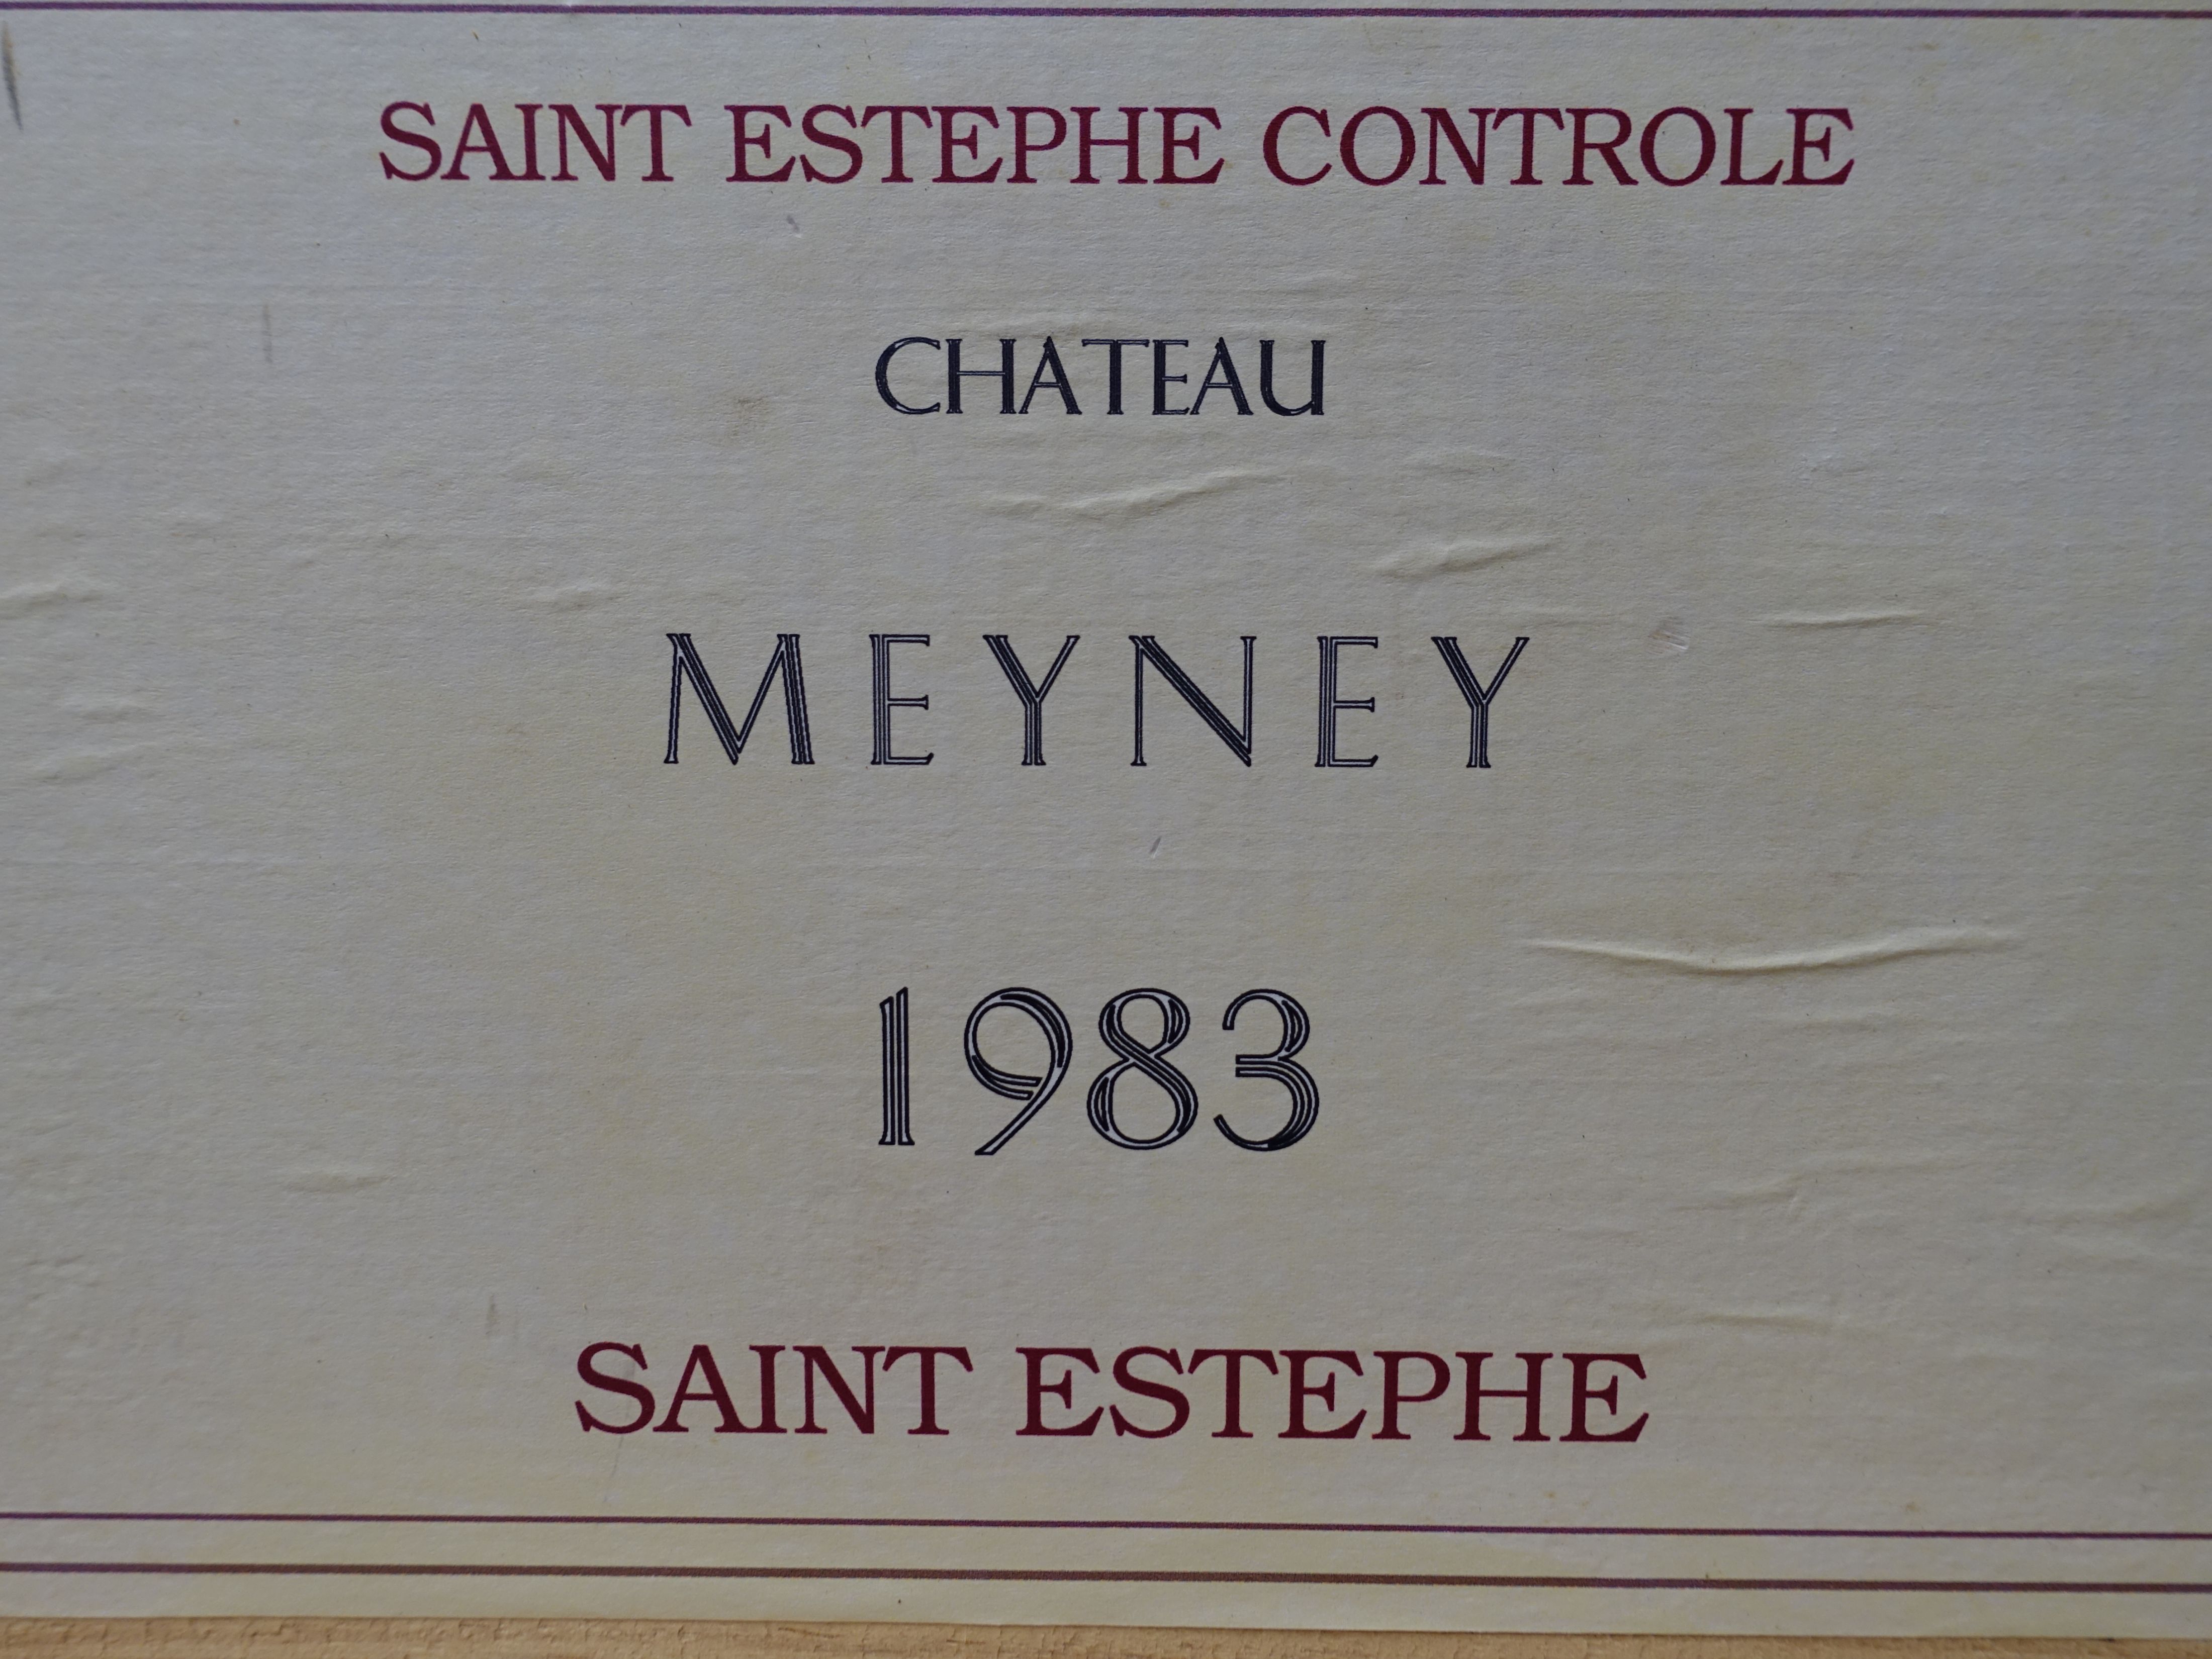 SAINT ESTEPHE CONTROLE
CHATEAU
MEYNEY
1983
SAINT ESTEPHE